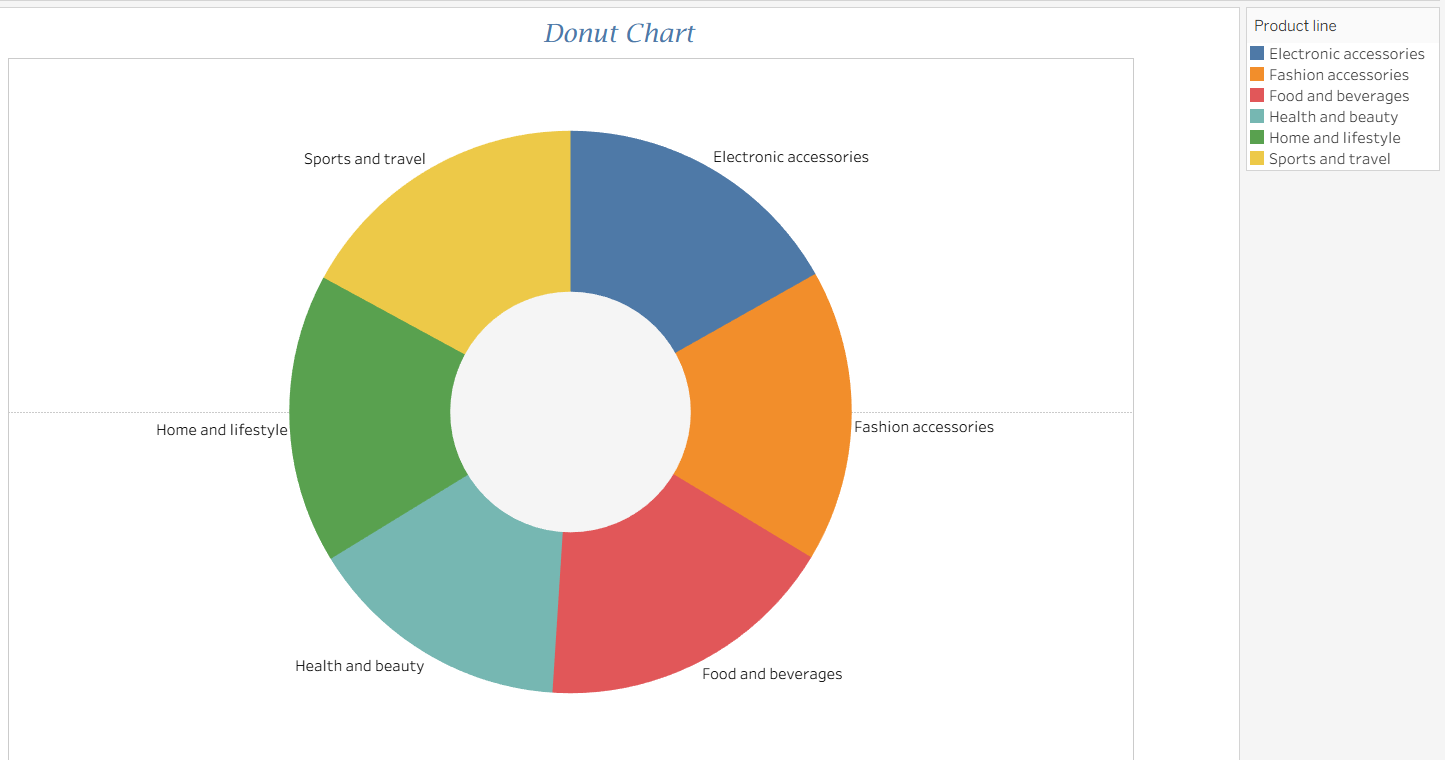 Donut Chart
Sports and travel
Electronic accessories
Home and lifestyle
Fashion accessories
Health and beauty
Food and beverages
Product line
Electronic accessories
Fashion accessories
Food and beverages
Health and beauty
Home and lifestyle
Sports and travel